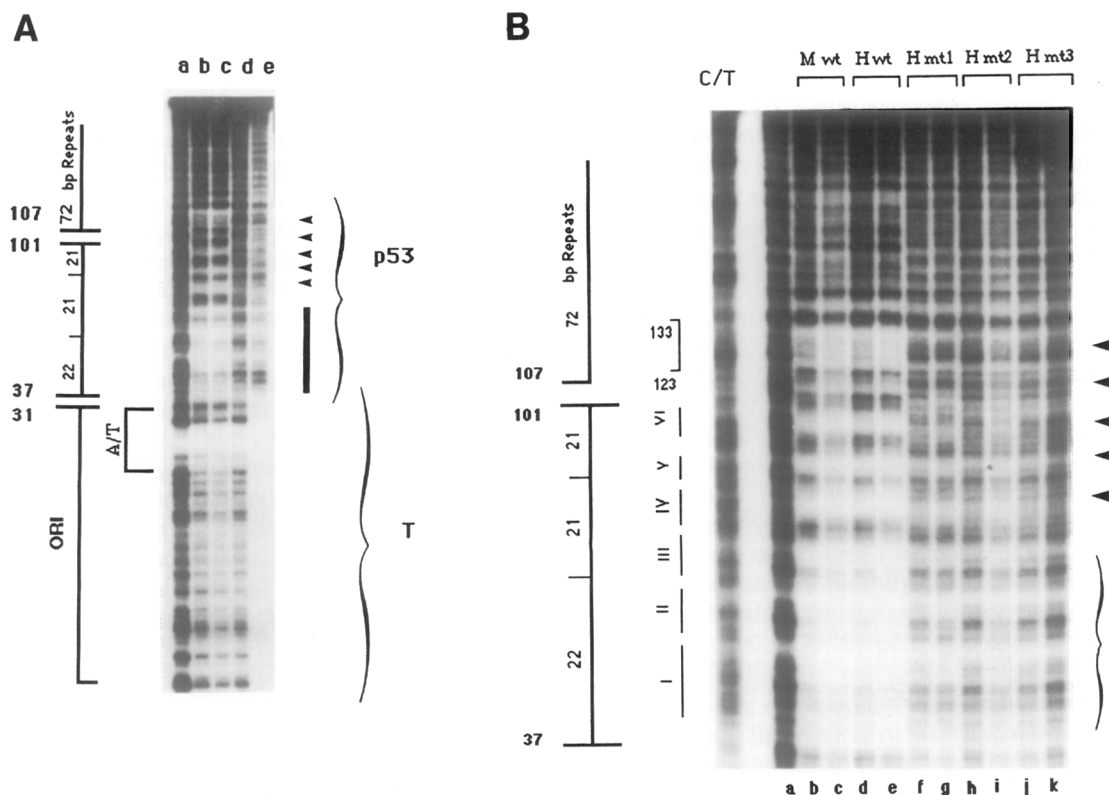 A
a b c d e
72 bp Repeats
107
101
21
21
22
37
31
A/T
ORI
p53
T
B
C/T
M wt H wt H mt1 H mt2 H mt3
72 bp Repeats
107
101
21
21
22
37
133
123
VI
V
IV
III
II
I
a b c d e f g h i j k